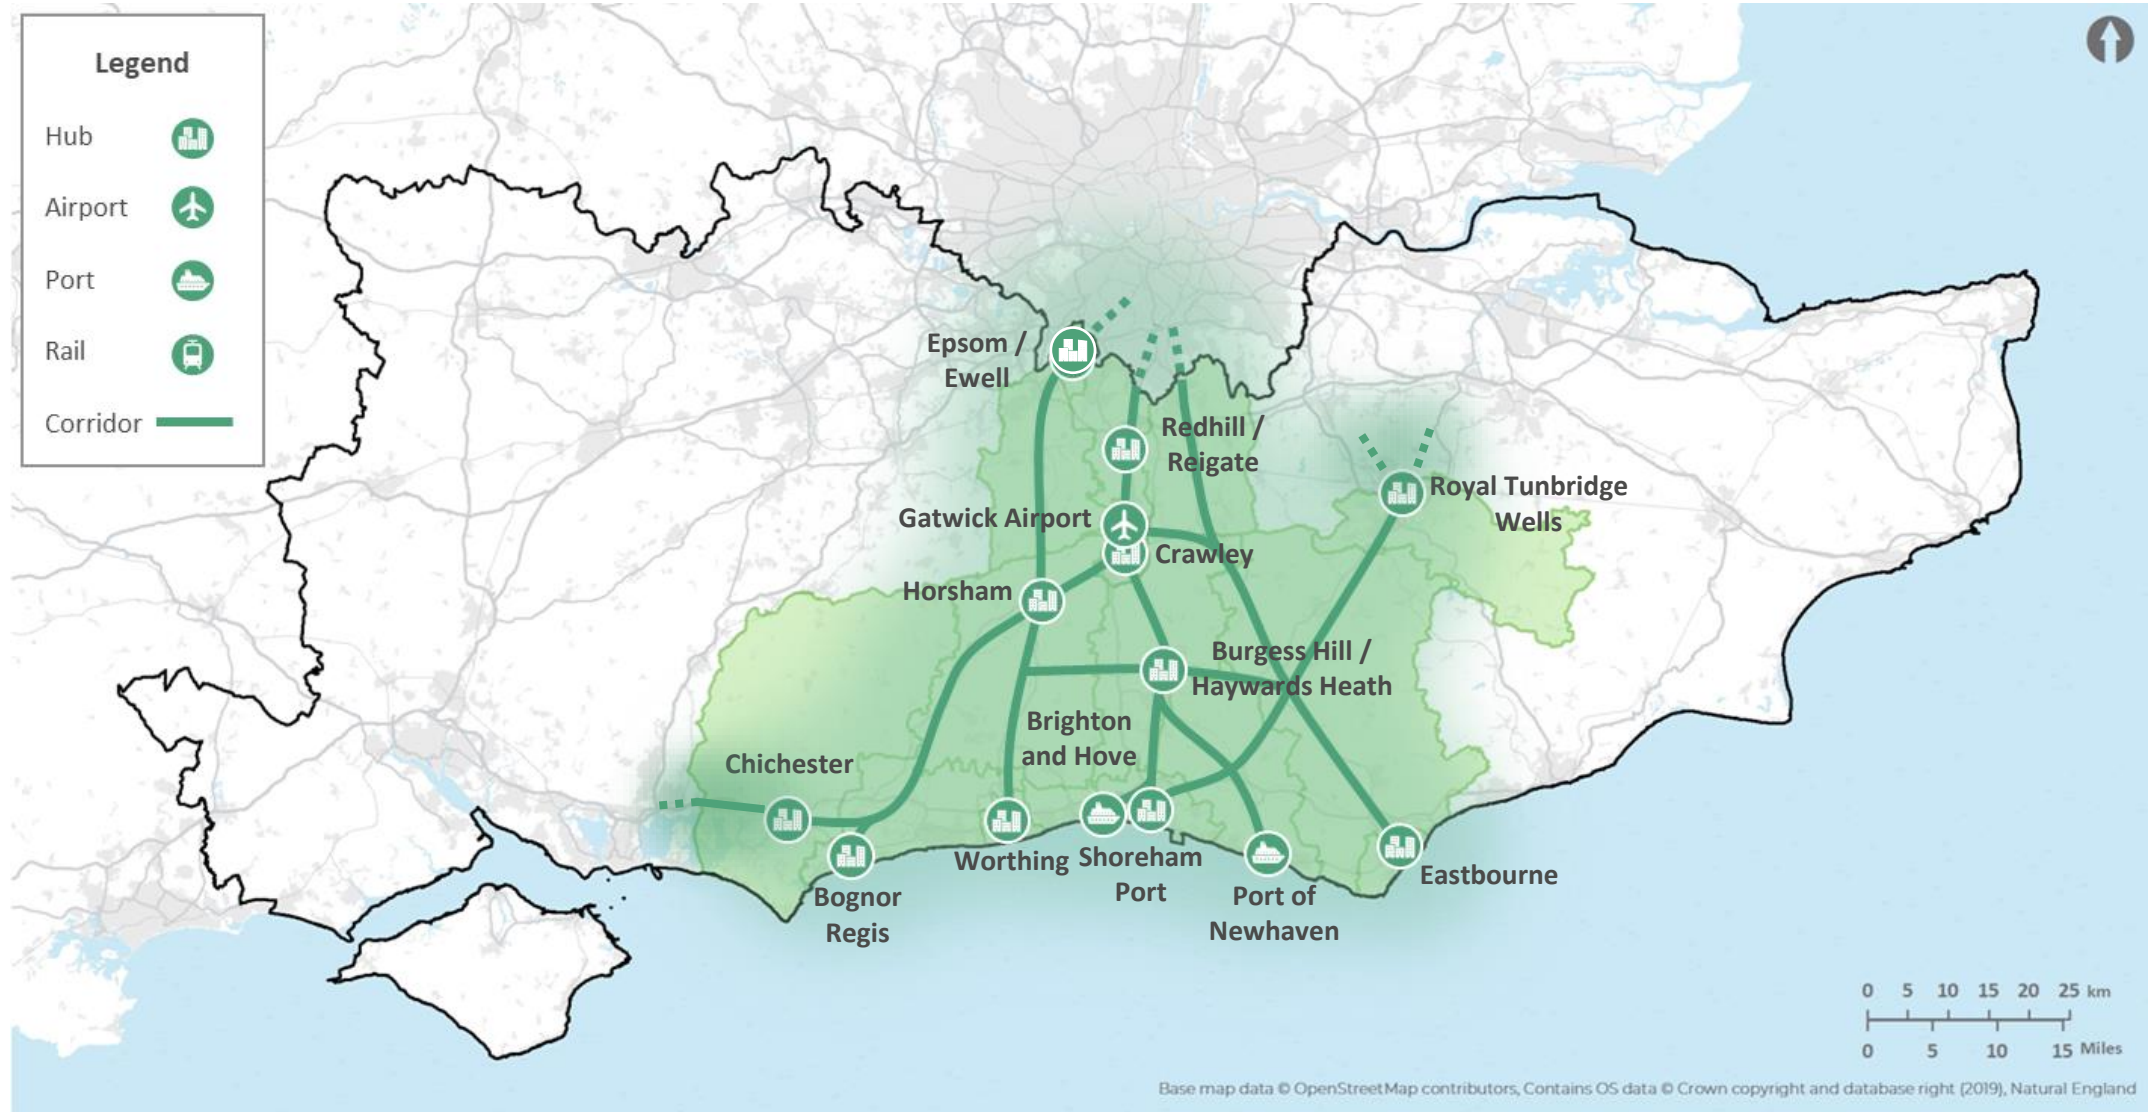 Legend
Hub
Airport
Port
Rail
Corridor
Epsom /
Ewell
Redhill /
Reigate
Royal Tunbridge
Wells
Gatwick Airport
Crawley
Horsham
Burgess Hill /
Haywards Heath
Brighton
and Hove
Chichester
Bognor
Regis
Worthing
Shoreham
Port
Port of
Newhaven
Eastbourne
0 5 10 15 20 25 km
0 5 10 15 Miles
Base map data © OpenStreetMap contributors, Contains OS data © Crown copyright and database right (2019), Natural England